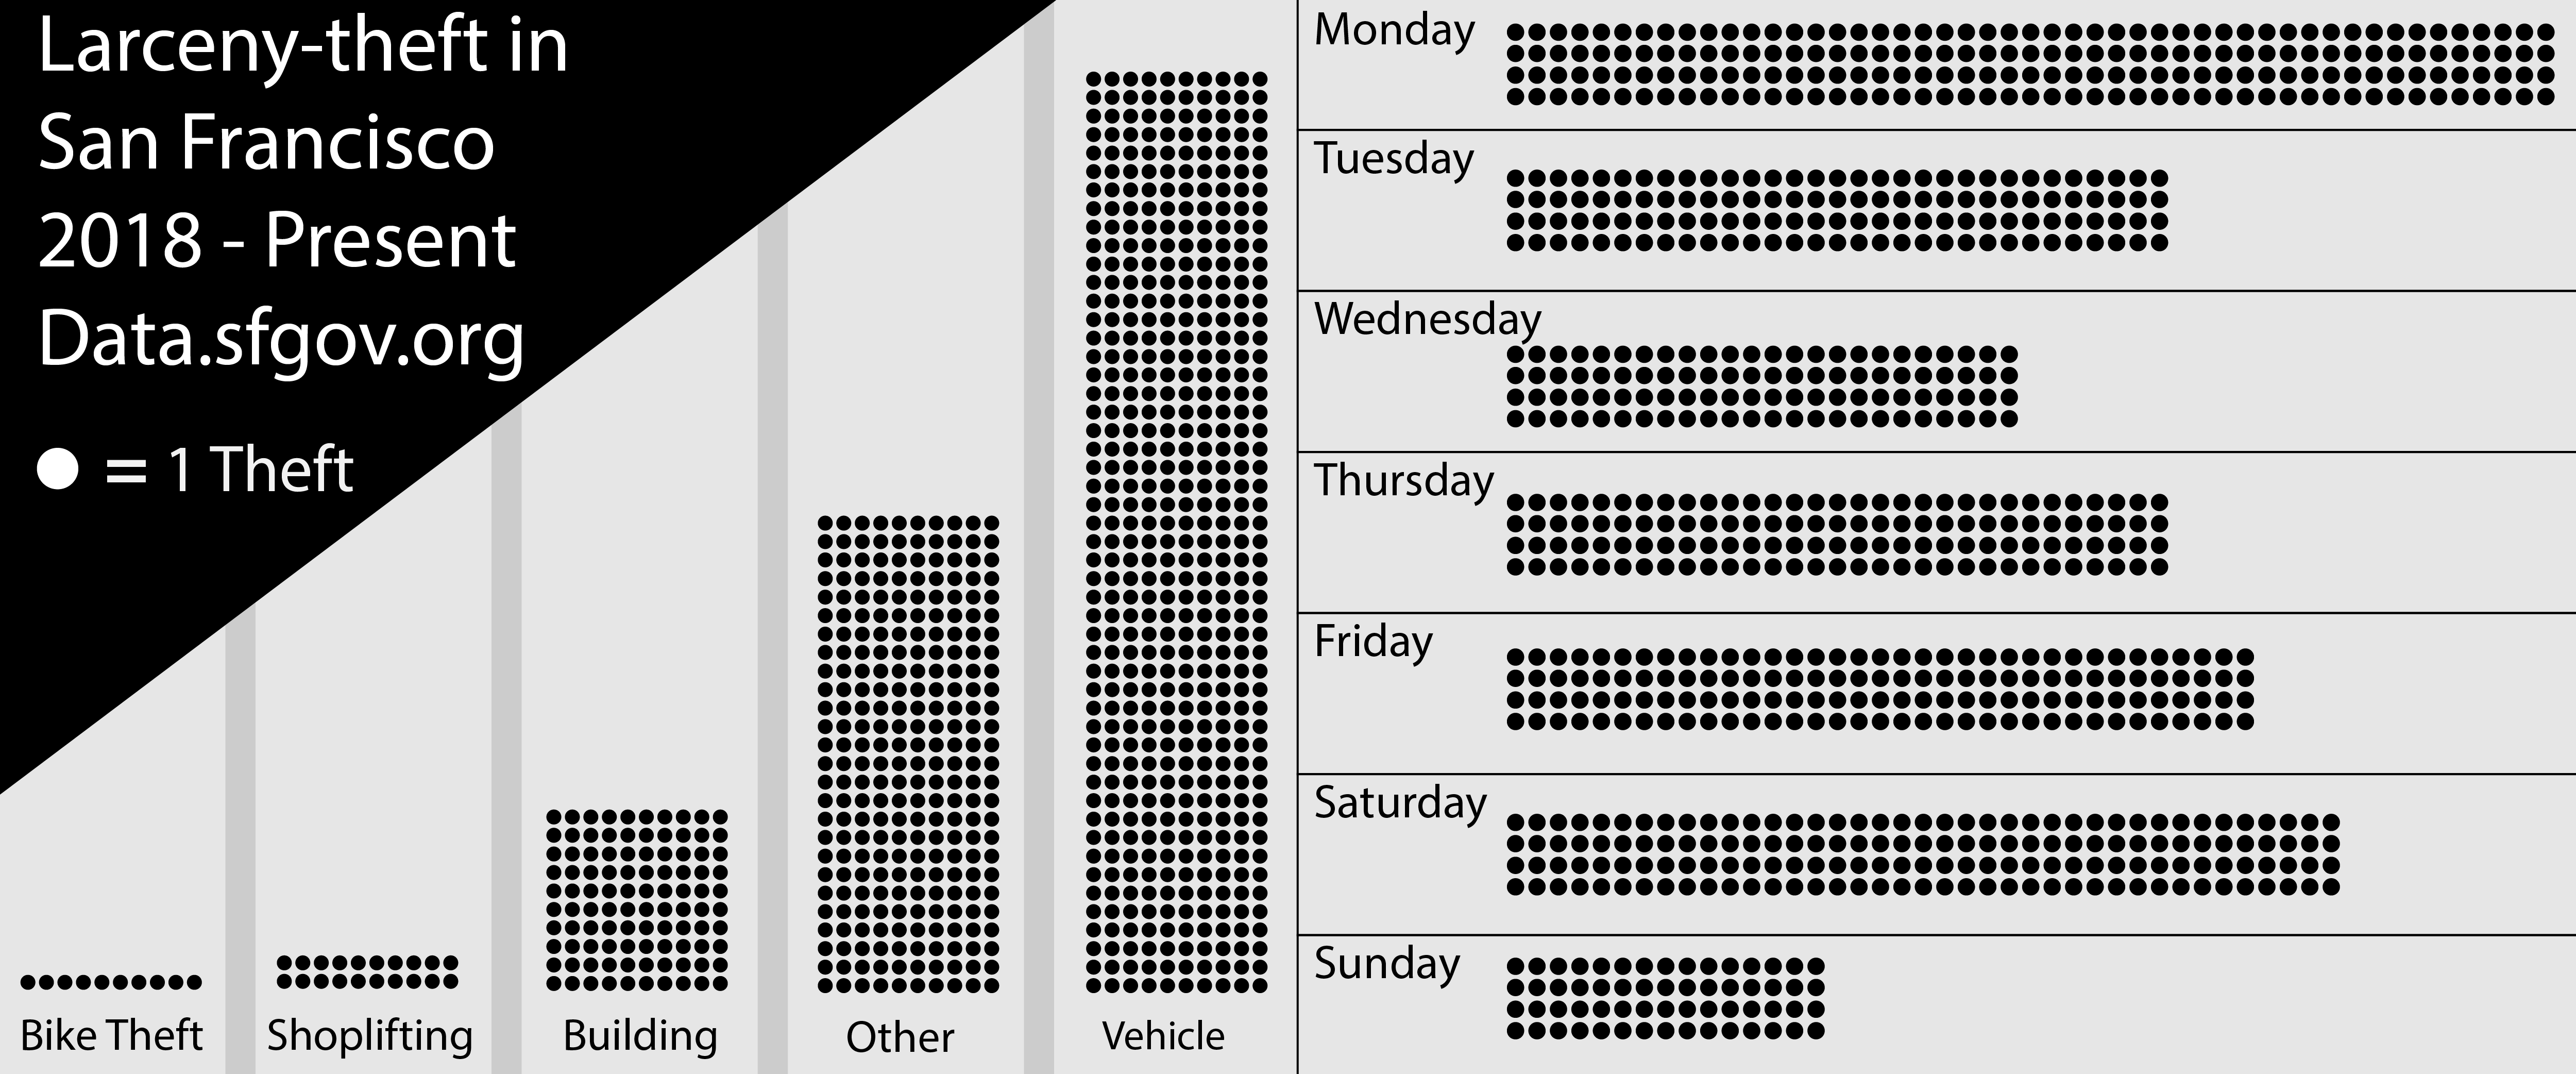 Larceny-theft in
San Francisco
2018 - Present
Data.sfgov.org
= 1 Theft
Bike Theft
Shoplifting
Building
Other
Vehicle
Monday
Tuesday
Wednesday
Thursday
Friday
Saturday
Sunday